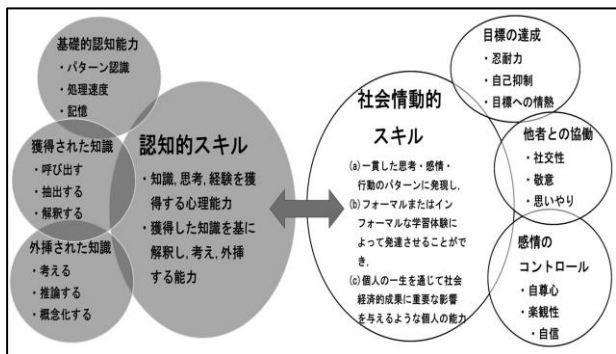 基礎的認知能力
・パターン認識
・処理速度
・記憶
獲得された知識
・呼び出す
・抽出する
・解釈する
外挿された知識
・考える
・推論する
・概念化する
認知的スキル
・知識, 思考, 経験を獲
得する心理能力
・獲得した知識を基に
解釈し, 考え, 外挿
する能力
社会情動的
スキル
(a) 一貫した思考・感情・
行動のパターンに発現し,
(b) フォーマルまたはイン
フォーマルな学習体験に
よって発達させることがで
き,
(c) 個人の一生を通じて社会
経済的成果に重要な影響
を与えるような個人の能力
目標の達成
・忍耐力
・自己抑制
・目標への情熱
他者との協働
・社交性
・敬意
・思いやり
感情の
コントロール
・自尊心
・楽観性
・自信